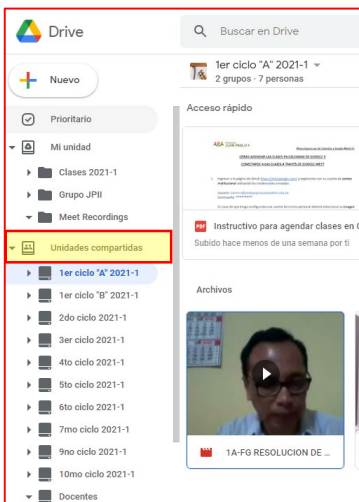 Drive
Buscar en Drive
Nuevo
1er ciclo "A" 2021-1
2 grupos · 7 personas
Prioritario
Mi unidad
Clases 2021-1
Grupo JPII
Meet Recordings
Unidades compartidas
1er ciclo "A" 2021-1
1er ciclo "B" 2021-1
2do ciclo 2021-1
3er ciclo 2021-1
4to ciclo 2021-1
5to ciclo 2021-1
6to ciclo 2021-1
7mo ciclo 2021-1
9no ciclo 2021-1
10mo ciclo 2021-1
Docentes
Acceso rápido
JUAN PABLO II
PDF Instructivo para agendar clases en
Subido hace menos de una semana por ti
Archivos
1A-FG RESOLUCION DE ...